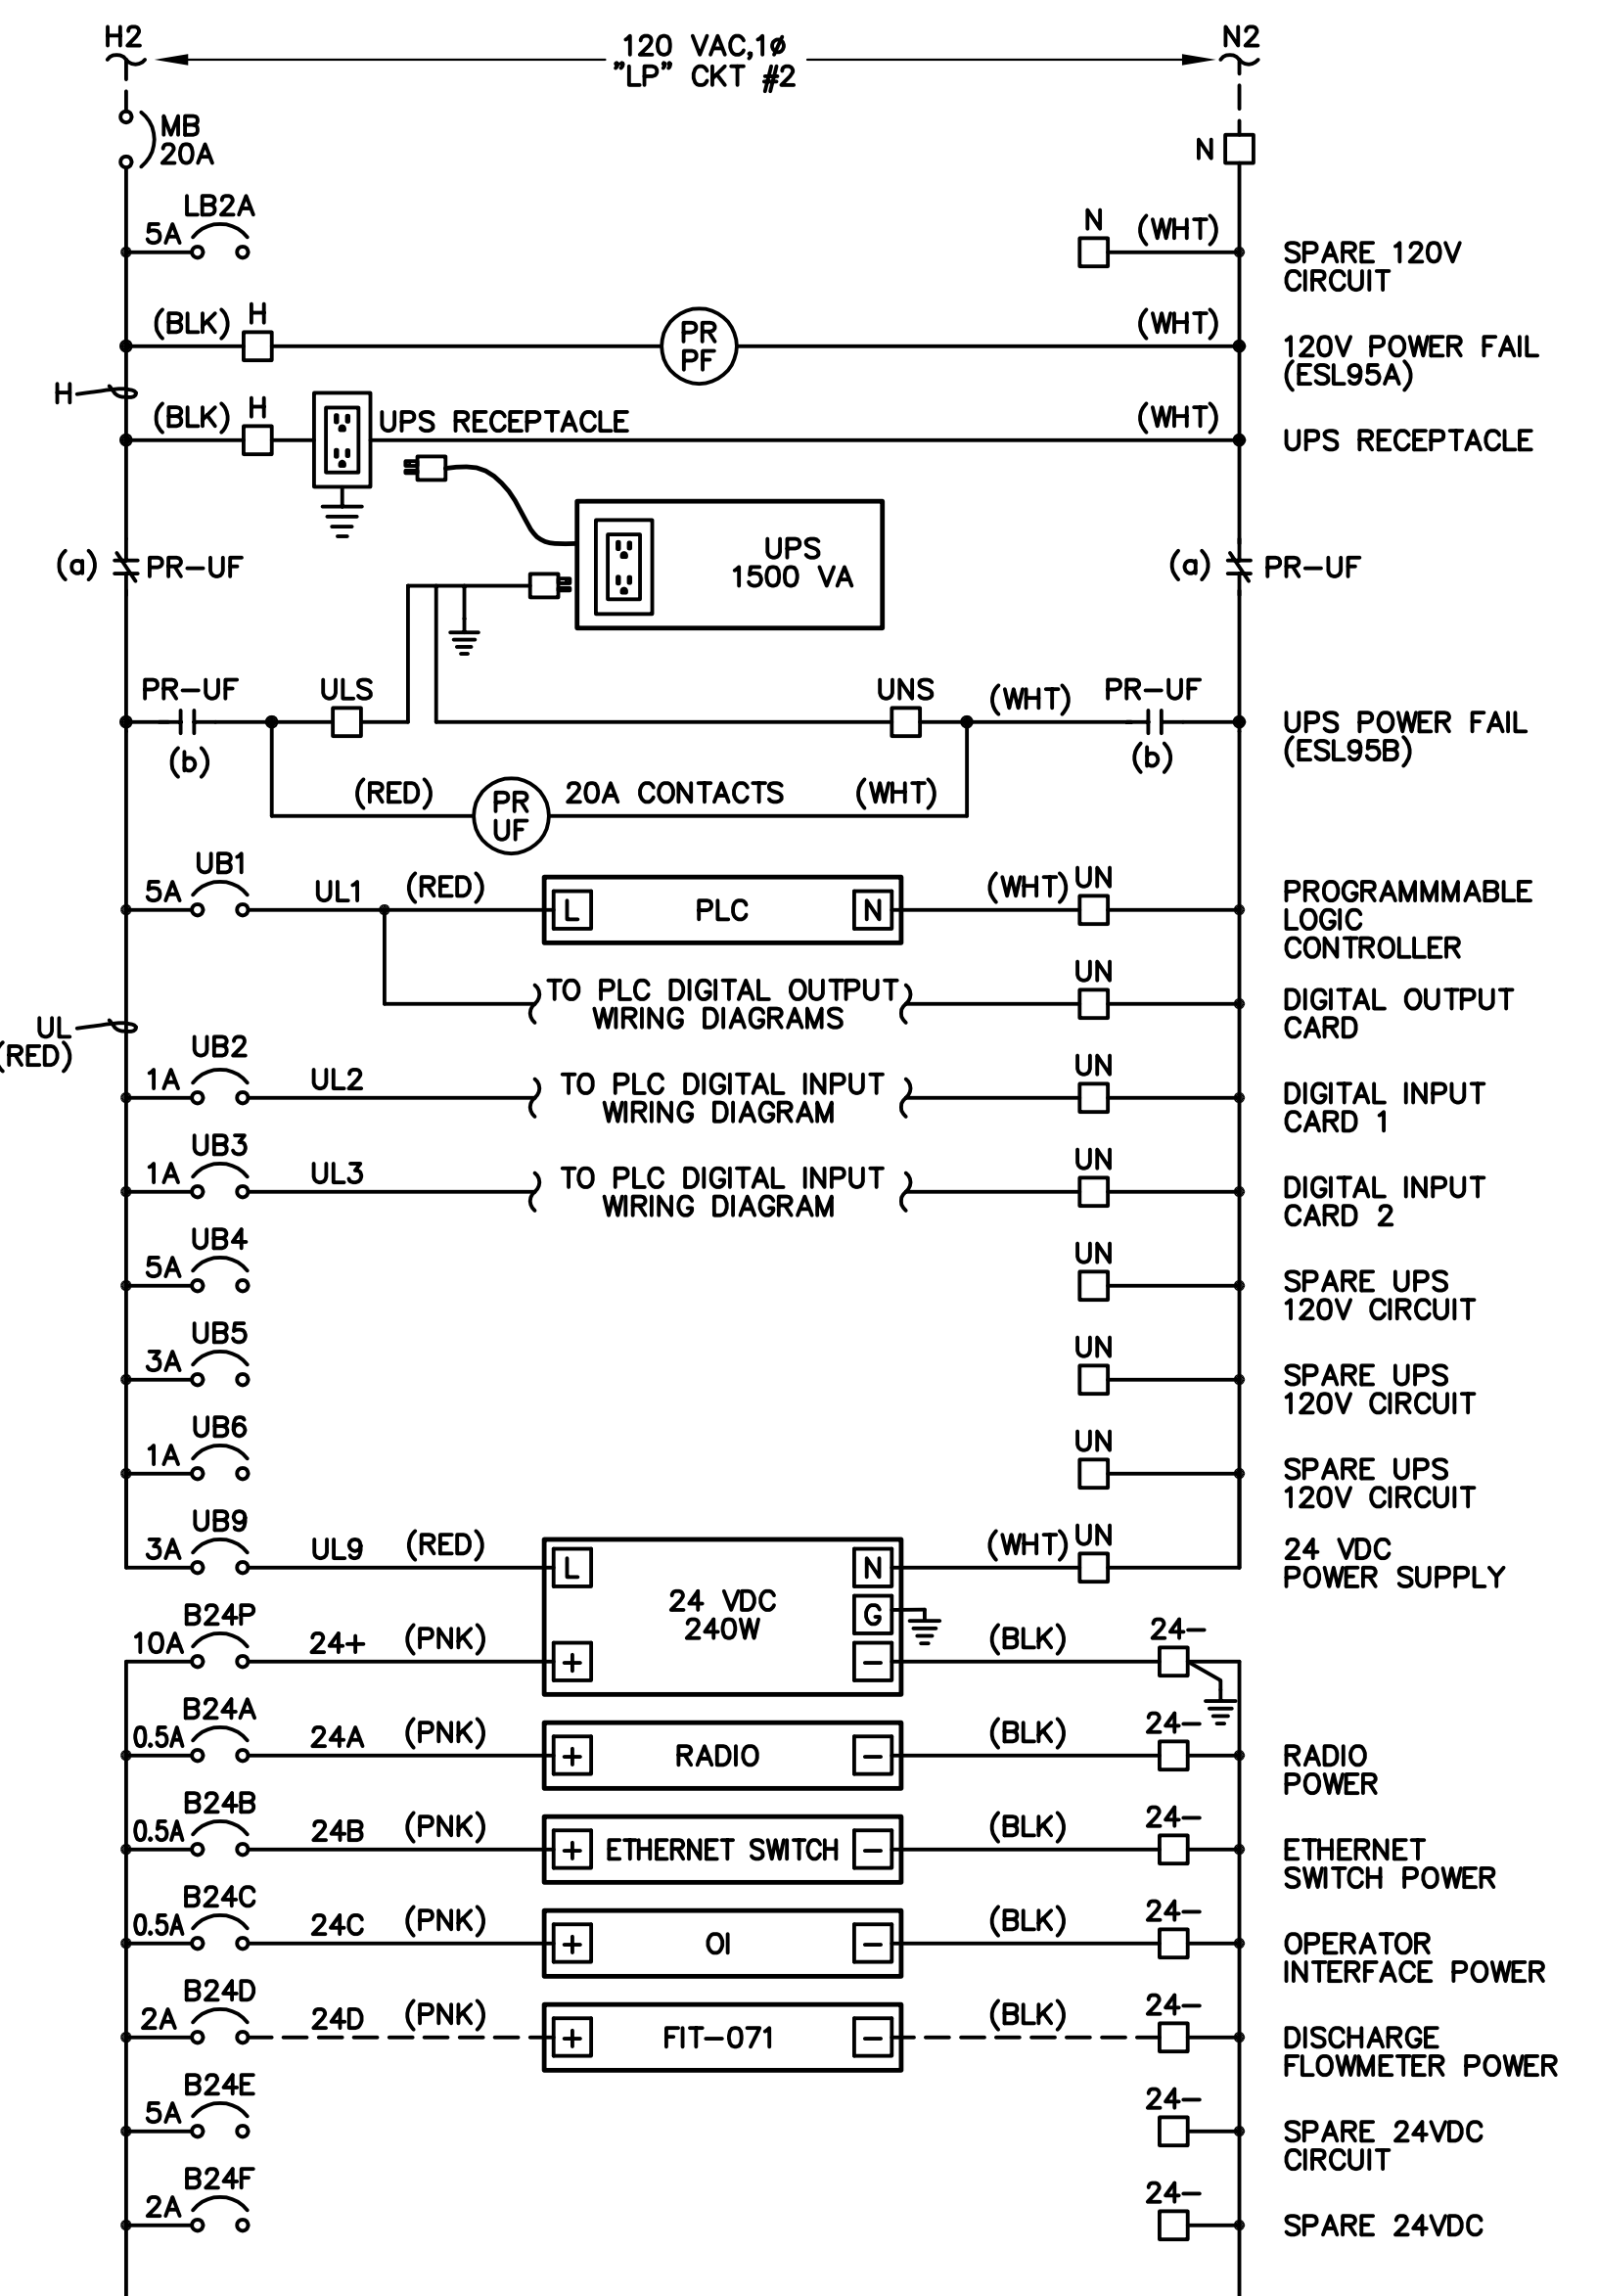 H2
120 VAC,1ø
"LP" CKT #2
N2
MB
20A
N
LB2A
5A
N
(WHT)
SPARE 120V
CIRCUIT
(BLK)
H
PR
PF
(WHT)
120V POWER FAIL
(ESL95A)
H
(BLK)
H
UPS RECEPTACLE
(WHT)
UPS RECEPTACLE
UPS
1500 VA
(a)
PR-UF
(a)
PR-UF
PR-UF
(b)
ULS
UNS
(WHT)
PR-UF
(b)
UPS POWER FAIL
(ESL95B)
(RED)
PR
UF
20A CONTACTS
(WHT)
UB1
5A
UL1
(RED)
L
PLC
N
(WHT)
UN
PROGRAMMMABLE
LOGIC
CONTROLLER
TO PLC DIGITAL OUTPUT
WIRING DIAGRAMS
UN
DIGITAL OUTPUT
CARD
UL
(RED)
UB2
1A
UL2
TO PLC DIGITAL INPUT
WIRING DIAGRAM
UN
DIGITAL INPUT
CARD 1
UB3
1A
UL3
TO PLC DIGITAL INPUT
WIRING DIAGRAM
UN
DIGITAL INPUT
CARD 2
UB4
5A
UN
SPARE UPS
120V CIRCUIT
UB5
3A
UN
SPARE UPS
120V CIRCUIT
UB6
1A
UN
SPARE UPS
120V CIRCUIT
UB9
3A
UL9
(RED)
L
24 VDC
240W
N
G
(WHT)
UN
24 VDC
POWER SUPPLY
B24P
10A
24+
(PNK)
+
−
(BLK)
24−
B24A
0.5A
24A
(PNK)
+
RADIO
−
(BLK)
24−
RADIO
POWER
B24B
0.5A
24B
(PNK)
+
ETHERNET SWITCH
−
(BLK)
24−
ETHERNET
SWITCH POWER
B24C
0.5A
24C
(PNK)
+
OI
−
(BLK)
24−
OPERATOR
INTERFACE POWER
B24D
2A
24D
(PNK)
+
FIT-071
−
(BLK)
24−
DISCHARGE
FLOWMETER POWER
B24E
5A
24−
SPARE 24VDC
CIRCUIT
B24F
2A
24−
SPARE 24VDC